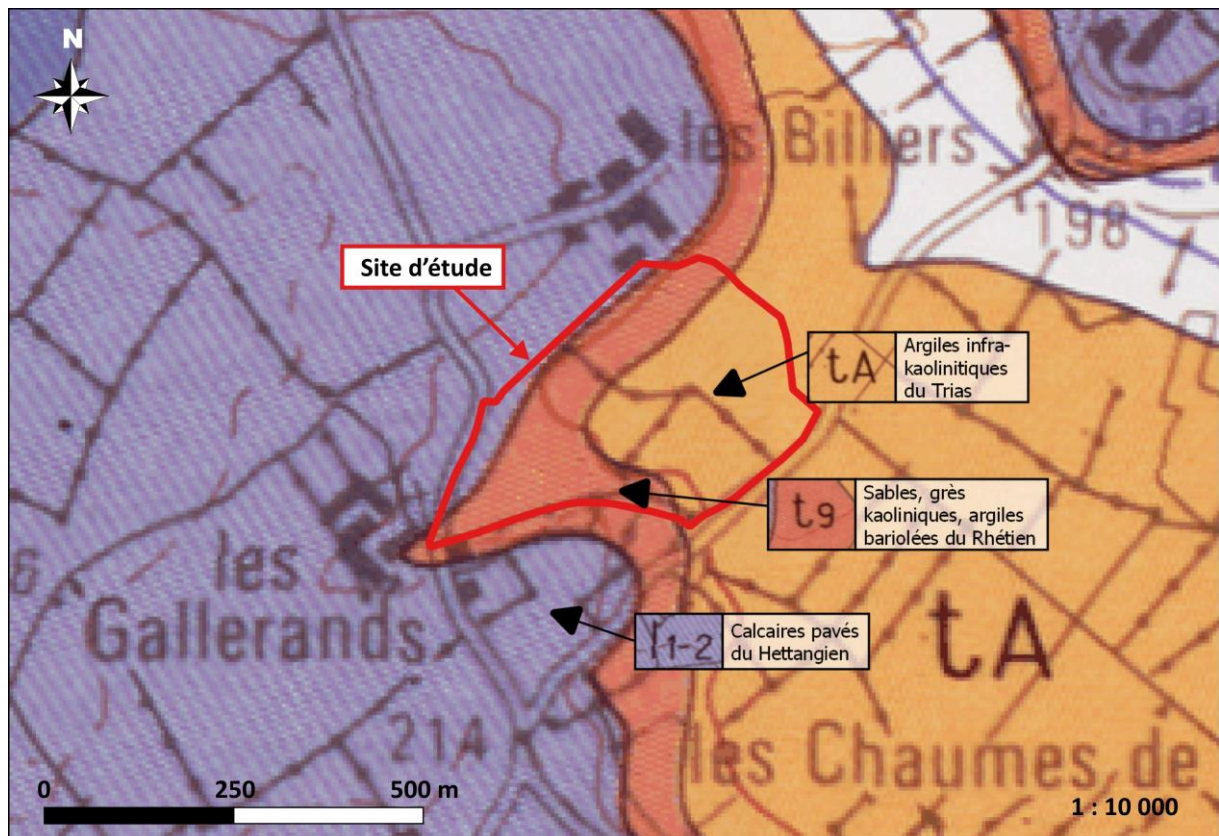 N
les Billiers
198
Site d'étude
tA
Argiles infra-
kaolinitiques
du Trias
t9
Sables, grès
kaoliniques, argiles
bariolées du Rhétien
les
Gallerands
l1-2
Calcaires pavés
du Hettangien
tA
214
les Chaumes de
0 250 500 m
1 : 10 000